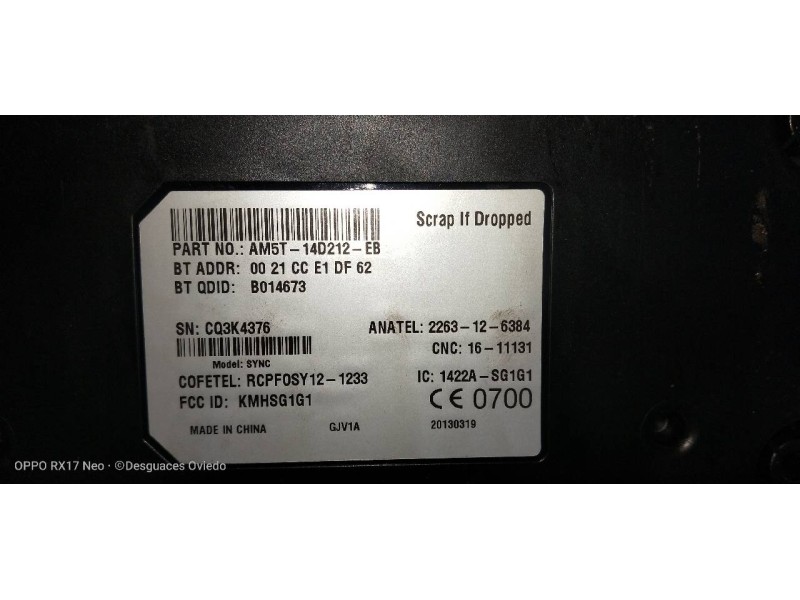 Scrap If Dropped
PART NO.: AM5T-14D212-EB
BT ADDR: 00 21 CC E1 DF 62
BT QDID: B014673
SN: CQ3K4376
ANATEL: 2263-12-6384
CNC: 16-11131
Model: SYNC
COFETEL: RCPFOSY12-1233
IC: 1422A-SG1G1
FCC ID: KMHSG1G1
CE 0700
MADE IN CHINA GJV1A 20130319
OPPO RX17 Neo · ©Desguaces Oviedo